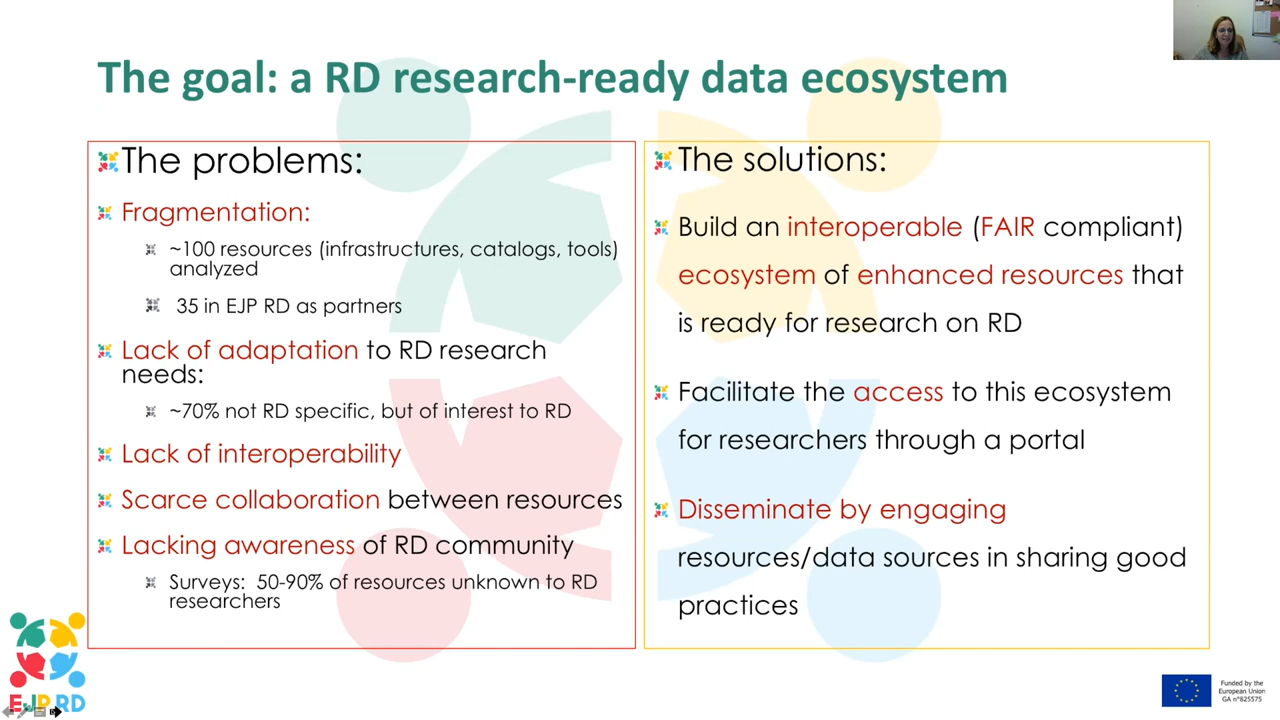 The goal: a RD research-ready data ecosystem
The problems:
Fragmentation:
~100 resources (infrastructures, catalogs, tools)
analyzed
35 in EJP RD as partners
Lack of adaptation to RD research
needs:
~70% not RD specific, but of interest to RD
Lack of interoperability
Scarce collaboration between resources
Lacking awareness of RD community
Surveys: 50-90% of resources unknown to RD
researchers
The solutions:
Build an interoperable (FAIR compliant)
ecosystem of enhanced resources that
is ready for research on RD
Facilitate the access to this ecosystem
for researchers through a portal
Disseminate by engaging
resources/data sources in sharing good
practices
EJP RD
Funded by the
European Union
GA n°825575